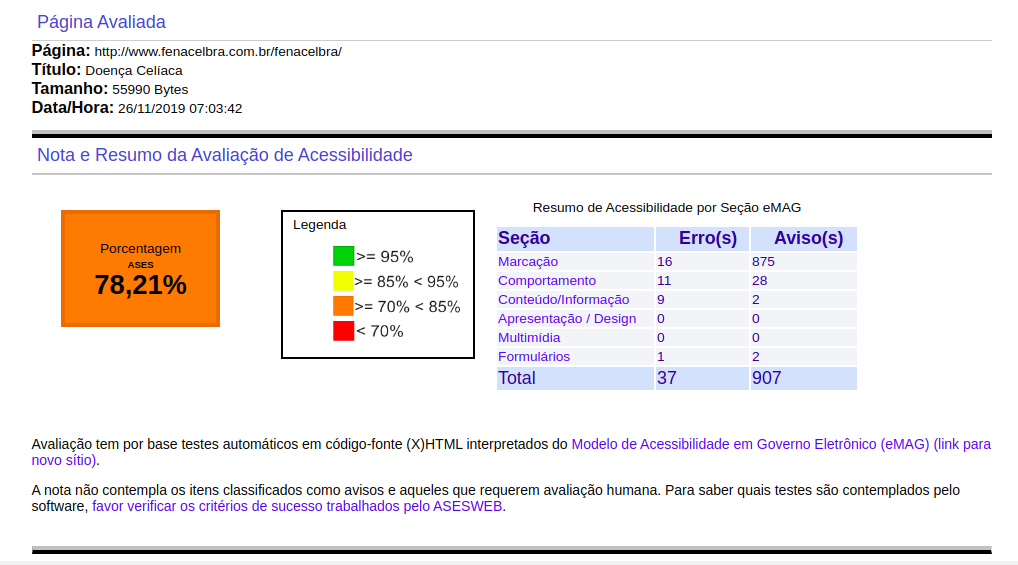 Página Avaliada
Página: http://www.fenacelbra.com.br/fenacelbra/
Título: Doença Celíaca
Tamanho: 55990 Bytes
Data/Hora: 26/11/2019 07:03:42
Nota e Resumo da Avaliação de Acessibilidade
Porcentagem
ASES
78,21%
Legenda
>= 95%
>= 85% < 95%
>= 70% < 85%
< 70%
Resumo de Acessibilidade por Seção eMAG
Seção Erro(s) Aviso(s)
Marcação 16 875
Comportamento 11 28
Conteúdo/Informação 9 2
Apresentação / Design 0 0
Multimídia 0 0
Formulários 1 2
Total 37 907
Avaliação tem por base testes automáticos em código-fonte (X)HTML interpretados do Modelo de Acessibilidade em Governo Eletrônico (eMAG) (link para
novo sítio).
A nota não contempla os itens classificados como avisos e aqueles que requerem avaliação humana. Para saber quais testes são contemplados pelo
software, favor verificar os critérios de sucesso trabalhados pelo ASESWEB.